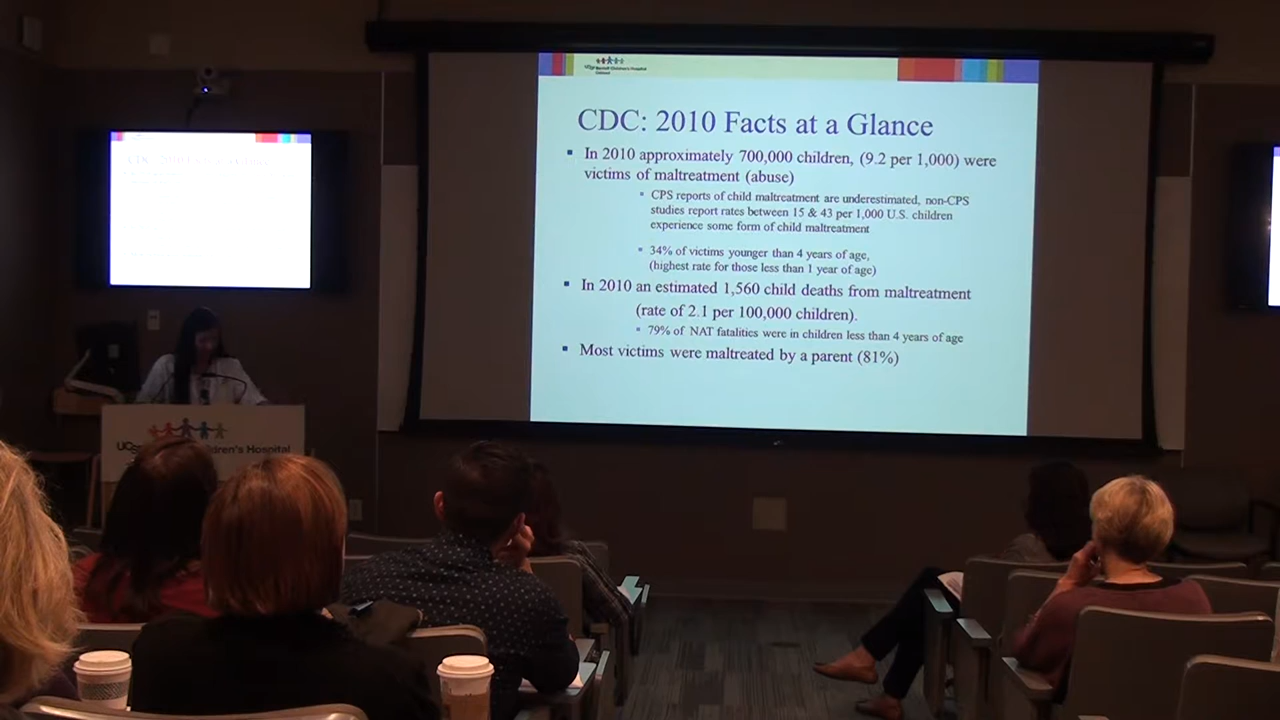 CDC: 2010 Facts at a Glance
In 2010 approximately 700,000 children, (9.2 per 1,000) were
victims of maltreatment (abuse)
CPS reports of child maltreatment are underestimated, non-CPS
studies report rates between 15 & 43 per 1,000 U.S. children
experience some form of child maltreatment
34% of victims younger than 4 years of age,
(highest rate for those less than 1 year of age)
In 2010 an estimated 1,560 child deaths from maltreatment
(rate of 2.1 per 100,000 children).
79% of NAT fatalities were in children less than 4 years of age
Most victims were maltreated by a parent (81%)
CDC: 2010 Facts at a Glance
Hospital